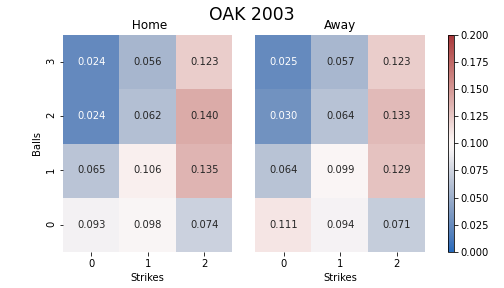 OAK 2003
Home Away
0.200
3 0.024 0.056 0.123 0.025 0.057 0.123 0.175
0.150
2 0.024 0.062 0.140 0.030 0.064 0.133 0.125
Balls
0.100
1 0.065 0.106 0.135 0.064 0.099 0.129 0.075
0.050
0 0.093 0.098 0.074 0.111 0.094 0.071 0.025
0.000
0 1 2 0 1 2
Strikes Strikes